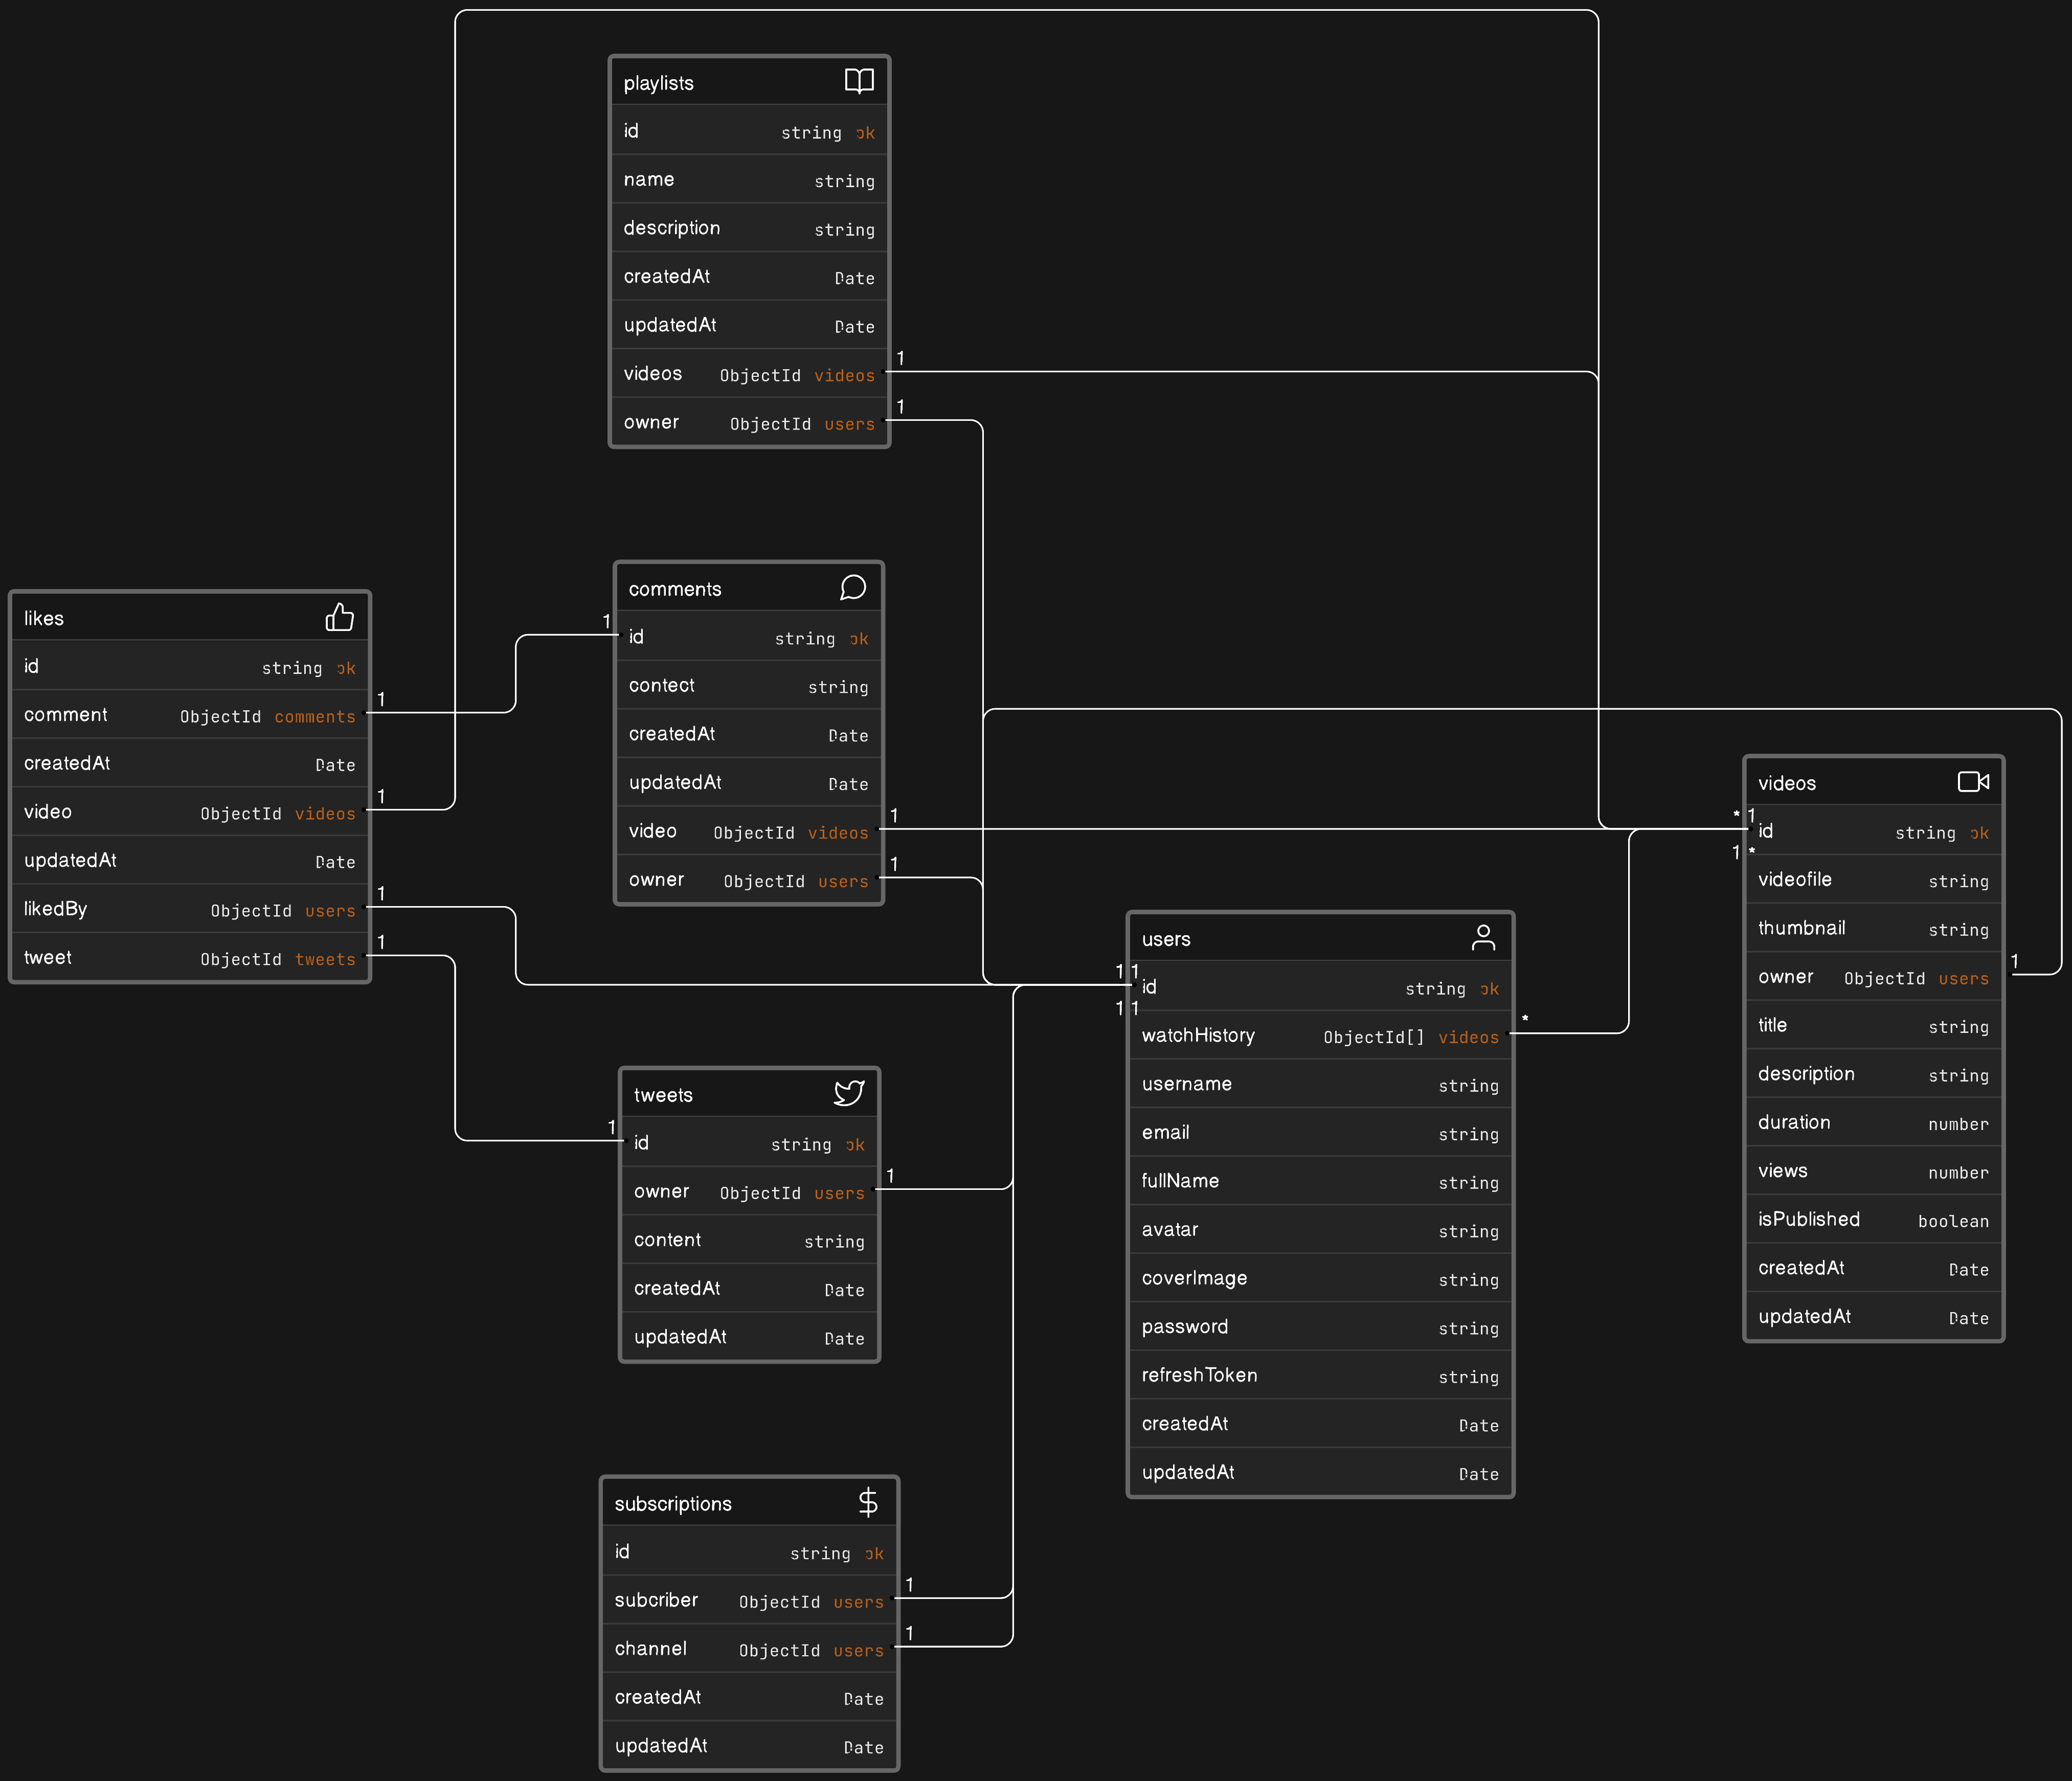 playlists
id string pk
name string
description string
createdAt Date
updatedAt Date
videos ObjectId videos 1
owner ObjectId users 1
likes
id string pk
comment ObjectId comments 1
createdAt Date
video ObjectId videos 1
updatedAt Date
likedBy ObjectId users 1
tweet ObjectId tweets 1
comments
1 id string pk
contect string
createdAt Date
updatedAt Date
video ObjectId videos 1
owner ObjectId users 1
tweets
1 id string pk
owner ObjectId users 1
content string
createdAt Date
updatedAt Date
subscriptions
id string pk
subcriber ObjectId users 1
channel ObjectId users 1
createdAt Date
updatedAt Date
users
1 1
id string pk
1 1
watchHistory ObjectId[] videos *
username string
email string
fullName string
avatar string
coverImage string
password string
refreshToken string
createdAt Date
updatedAt Date
videos
* 1
id string pk
1 *
videofile string
thumbnail string
owner ObjectId users 1
title string
description string
duration number
views number
isPublished boolean
createdAt Date
updatedAt Date